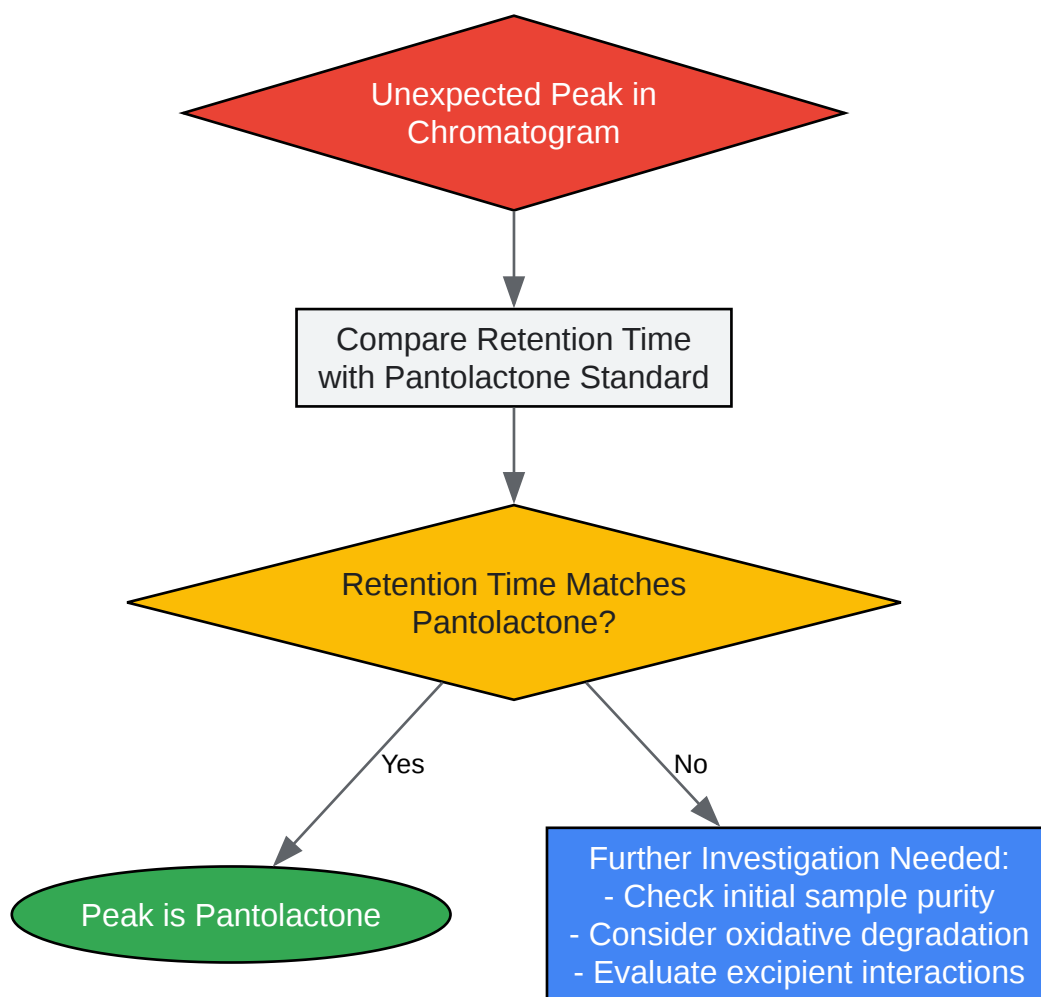 Unexpected Peak in
Chromatogram
Compare Retention Time
with Pantolactone Standard
Retention Time Matches
Pantolactone?
Yes
No
Peak is Pantolactone
Further Investigation Needed:
- Check initial sample purity
- Consider oxidative degradation
- Evaluate excipient interactions